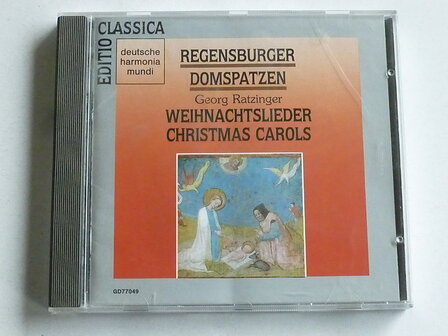 EDITIO CLASSICA
deutsche
harmonia
mundi
REGENSBURGER
DOMSPATZEN
Georg Ratzinger
WEIHNACHTSLIEDER
CHRISTMAS CAROLS
GD77049